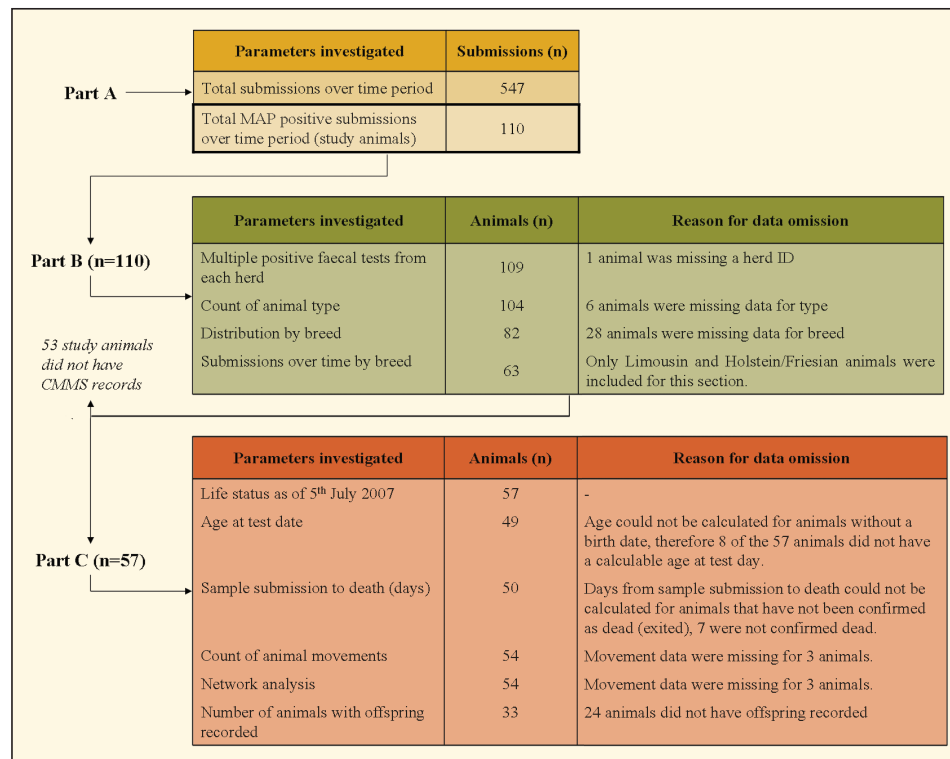 Parameters investigated Submissions (n)
Part A
Total submissions over time period 547
Total MAP positive submissions
over time period (study animals) 110
Parameters investigated Animals (n) Reason for data omission
Part B (n=110)
Multiple positive faecal tests from
each herd 109 1 animal was missing a herd ID
Count of animal type 104 6 animals were missing data for type
Distribution by breed 82 28 animals were missing data for breed
Submissions over time by breed 63 Only Limousin and Holstein/Friesian animals were
included for this section.
53 study animals
did not have
CMMS records
Parameters investigated Animals (n) Reason for data omission
Part C (n=57)
Life status as of 5th July 2007 57 -
Age at test date 49 Age could not be calculated for animals without a
birth date, therefore 8 of the 57 animals did not have
a calculable age at test day.
Sample submission to death (days) 50 Days from sample submission to death could not be
calculated for animals that have not been confirmed
as dead (exited), 7 were not confirmed dead.
Count of animal movements 54 Movement data were missing for 3 animals.
Network analysis 54 Movement data were missing for 3 animals.
Number of animals with offspring
recorded 33 24 animals did not have offspring recorded